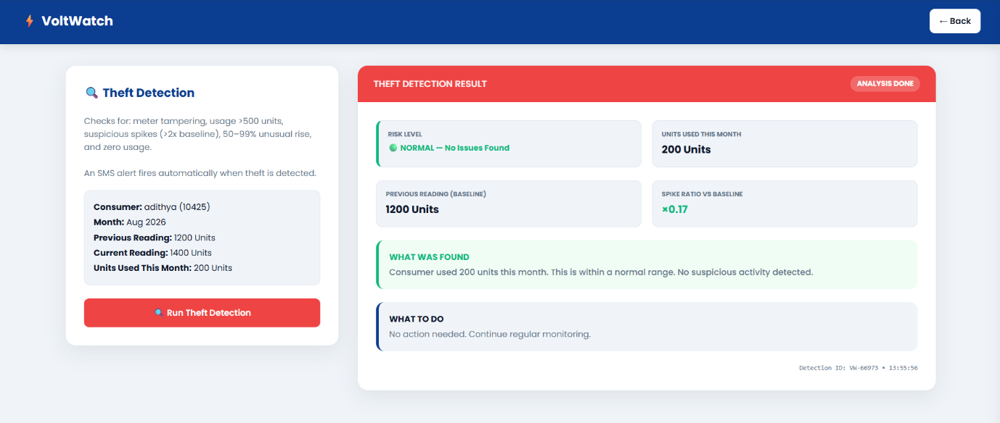 VoltWatch
← Back
Theft Detection
Checks for: meter tampering, usage >500 units,
suspicious spikes (>2x baseline), 50–99% unusual rise,
and zero usage.
An SMS alert fires automatically when theft is detected.
Consumer: adithya (10425)
Month: Aug 2026
Previous Reading: 1200 Units
Current Reading: 1400 Units
Units Used This Month: 200 Units
Run Theft Detection
THEFT DETECTION RESULT
ANALYSIS DONE
RISK LEVEL
NORMAL — No Issues Found
UNITS USED THIS MONTH
200 Units
PREVIOUS READING (BASELINE)
1200 Units
SPIKE RATIO VS BASELINE
×0.17
WHAT WAS FOUND
Consumer used 200 units this month. This is within a normal range. No suspicious activity detected.
WHAT TO DO
No action needed. Continue regular monitoring.
Detection ID: VW-66973 • 13:55:56